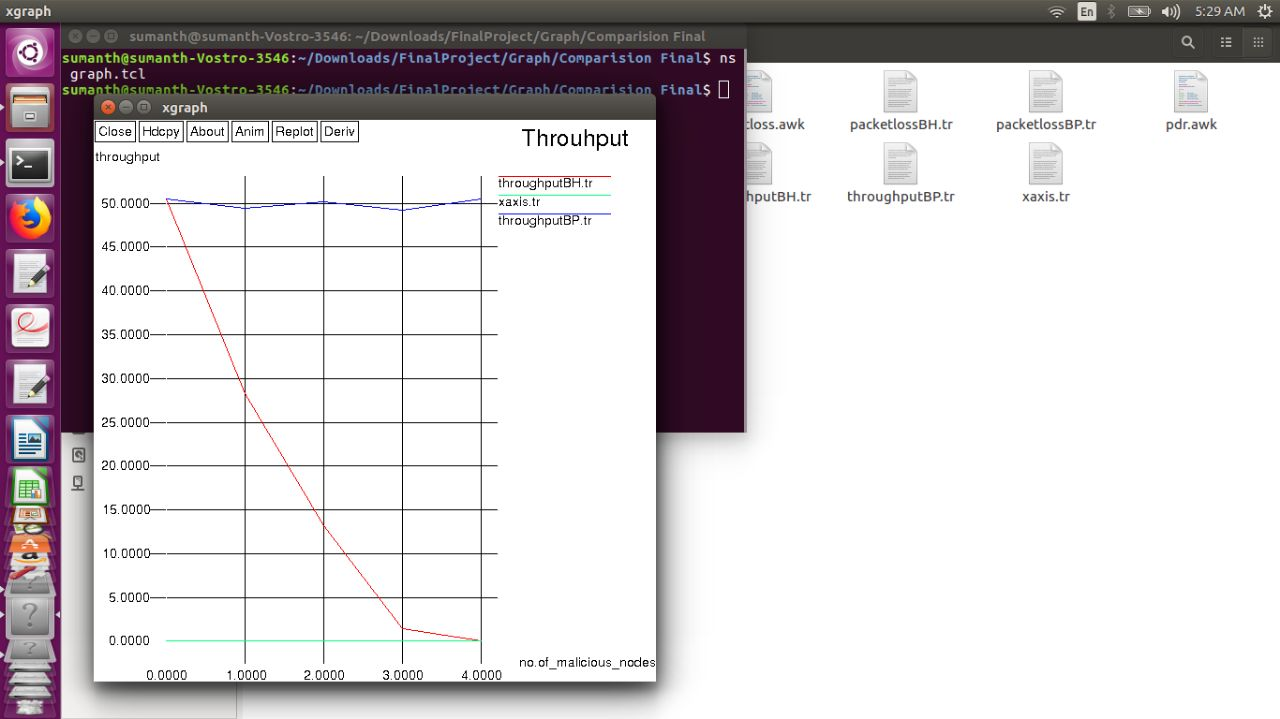 xgraph
En
5:29 AM
sumanth@sumanth-Vostro-3546: ~/Downloads/FinalProject/Graph/Comparision Final
sumanth@sumanth-Vostro-3546:~/Downloads/FinalProject/Graph/Comparision Final$ ns
graph.tcl
sumanth@sumanth-Vostro-3546:~/Downloads/FinalProject/Graph/Comparision Final$
xgraph
Close Hdcpy About Anim Replot Deriv
Throuhput
throughput
throughputBH.tr
xaxis.tr
throughputBP.tr
50.0000
45.0000
40.0000
35.0000
30.0000
25.0000
20.0000
15.0000
10.0000
5.0000
0.0000
no.of_malicious_nodes
0.0000 1.0000 2.0000 3.0000
packetlossBH.tr packetlossBP.tr pdr.awk
throughputBP.tr xaxis.tr